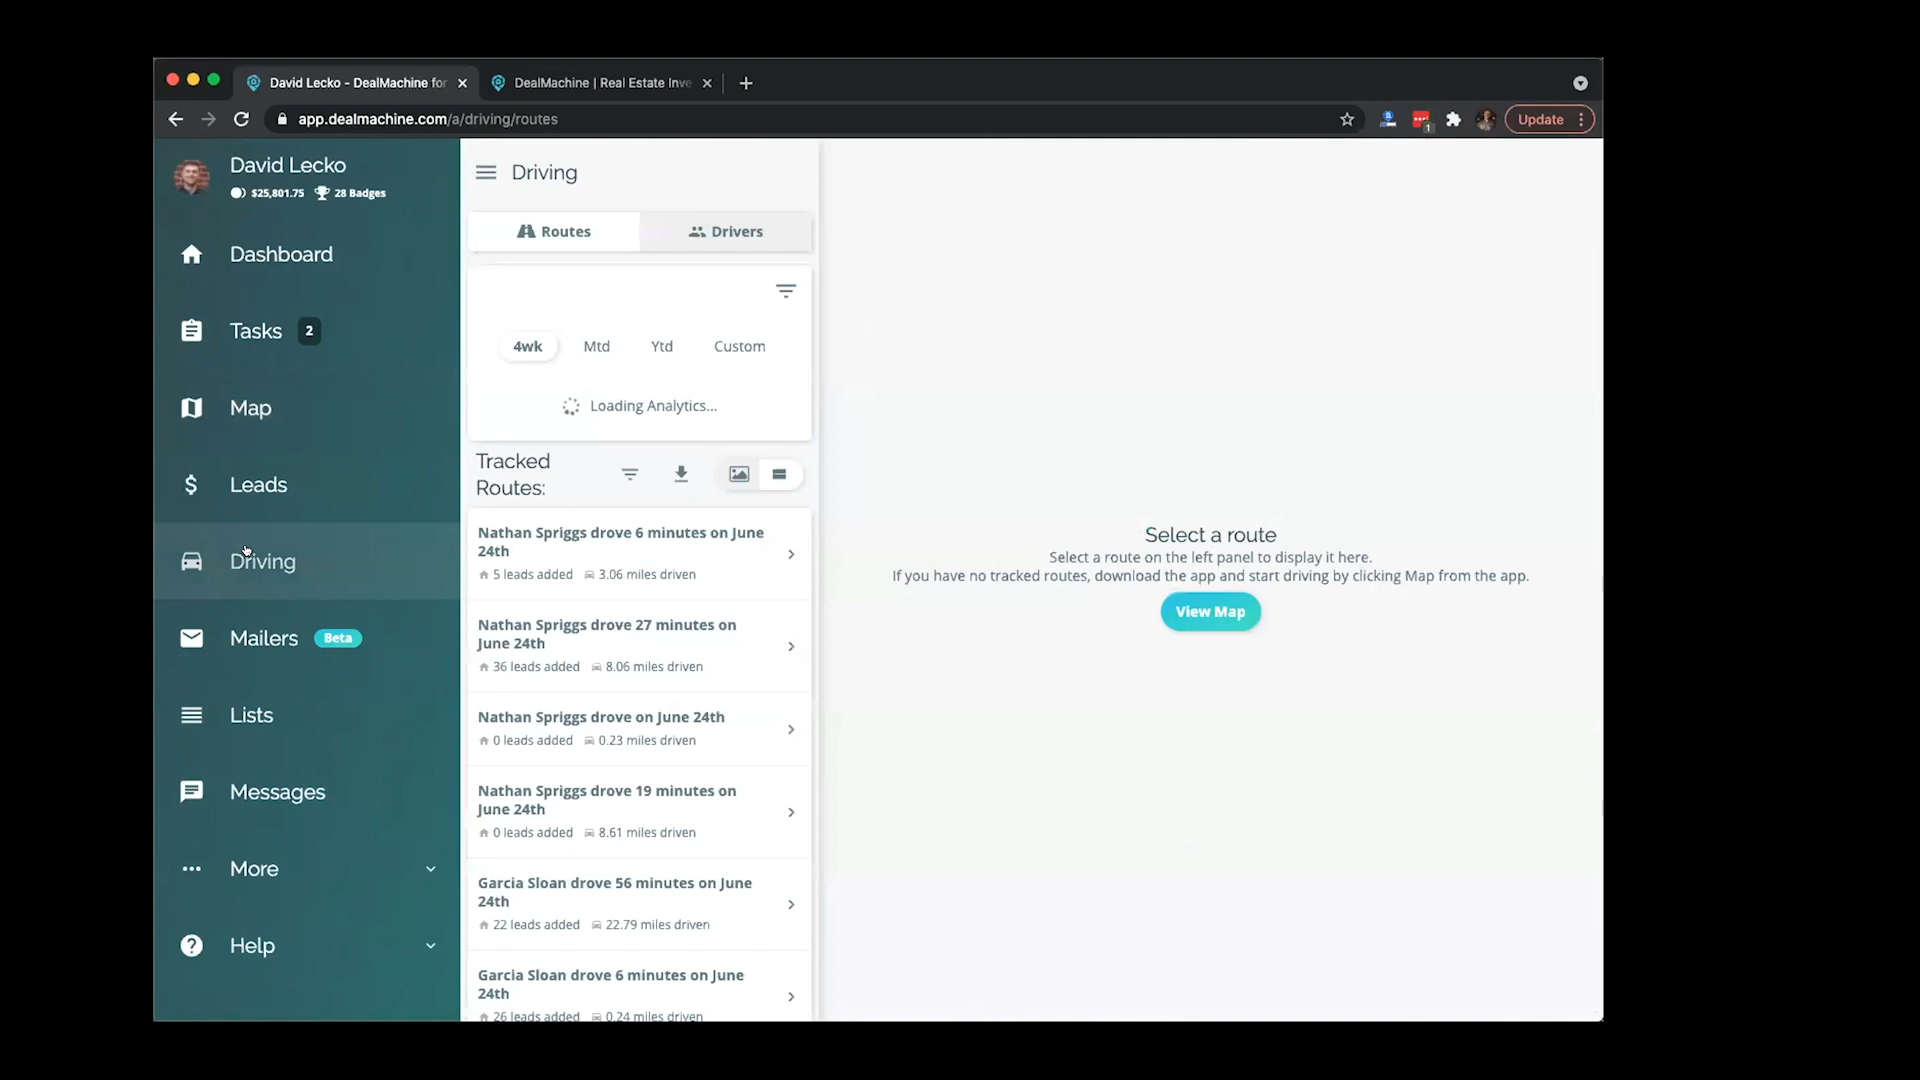 David Lecko - DealMachine for
DealMachine | Real Estate Inve
app.dealmachine.com/a/driving/routes
1
Update
David Lecko
$25,801.75 28 Badges
Dashboard
Tasks 2
Map
Leads
Driving
Mailers Beta
Lists
Messages
More
Help
Driving
Routes Drivers
4wk Mtd Ytd Custom
Loading Analytics...
Tracked
Routes:
Nathan Spriggs drove 6 minutes on June
24th
5 leads added 3.06 miles driven
Nathan Spriggs drove 27 minutes on
June 24th
36 leads added 8.06 miles driven
Nathan Spriggs drove on June 24th
0 leads added 0.23 miles driven
Nathan Spriggs drove 19 minutes on
June 24th
0 leads added 8.61 miles driven
Garcia Sloan drove 56 minutes on June
24th
22 leads added 22.79 miles driven
Garcia Sloan drove 6 minutes on June
24th
26 leads added 0.24 miles driven
Select a route
Select a route on the left panel to display it here.
If you have no tracked routes, download the app and start driving by clicking Map from the app.
View Map